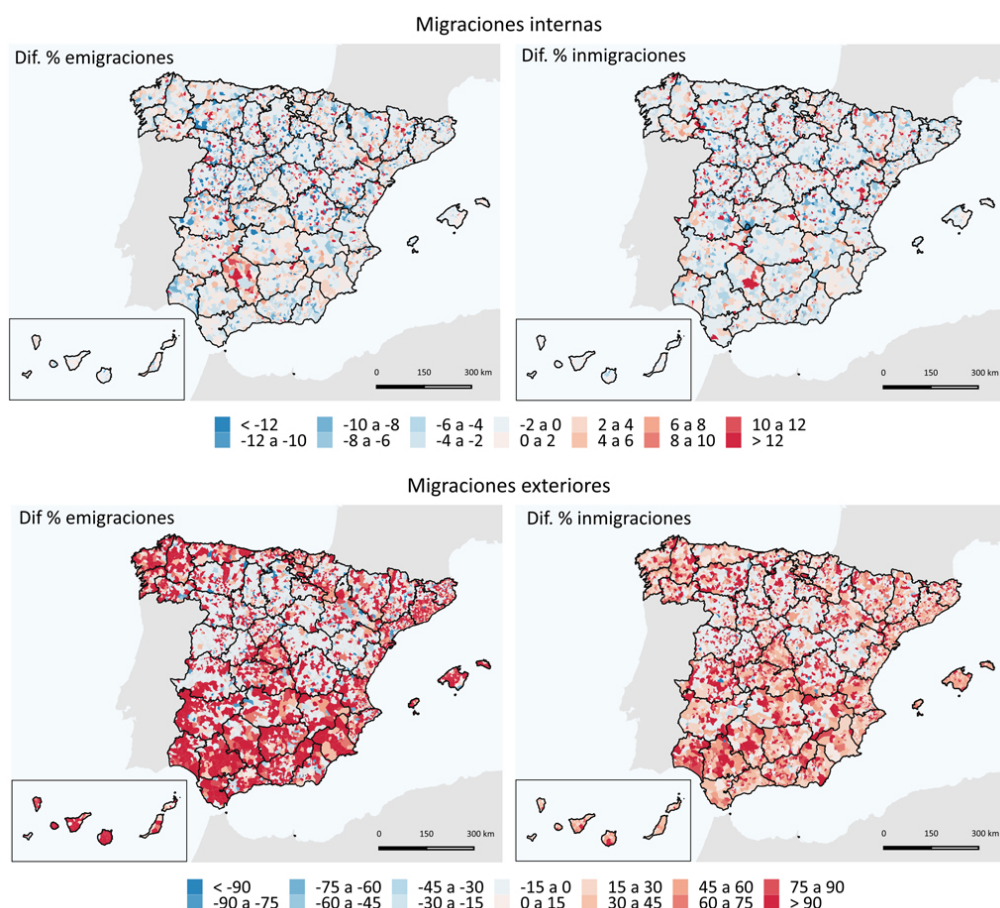 Migraciones internas
Dif. % emigraciones
Dif. % inmigraciones
0 150 300 km
0 150 300 km
< -12 -10 a -8 -6 a -4 -2 a 0 2 a 4 6 a 8 10 a 12
-12 a -10 -8 a -6 -4 a -2 0 a 2 4 a 6 8 a 10 > 12
Migraciones exteriores
Dif % emigraciones
Dif. % inmigraciones
0 150 300 km
0 150 300 km
< -90 -75 a -60 -45 a -30 -15 a 0 15 a 30 45 a 60 75 a 90
-90 a -75 -60 a -45 -30 a -15 0 a 15 30 a 45 60 a 75 > 90